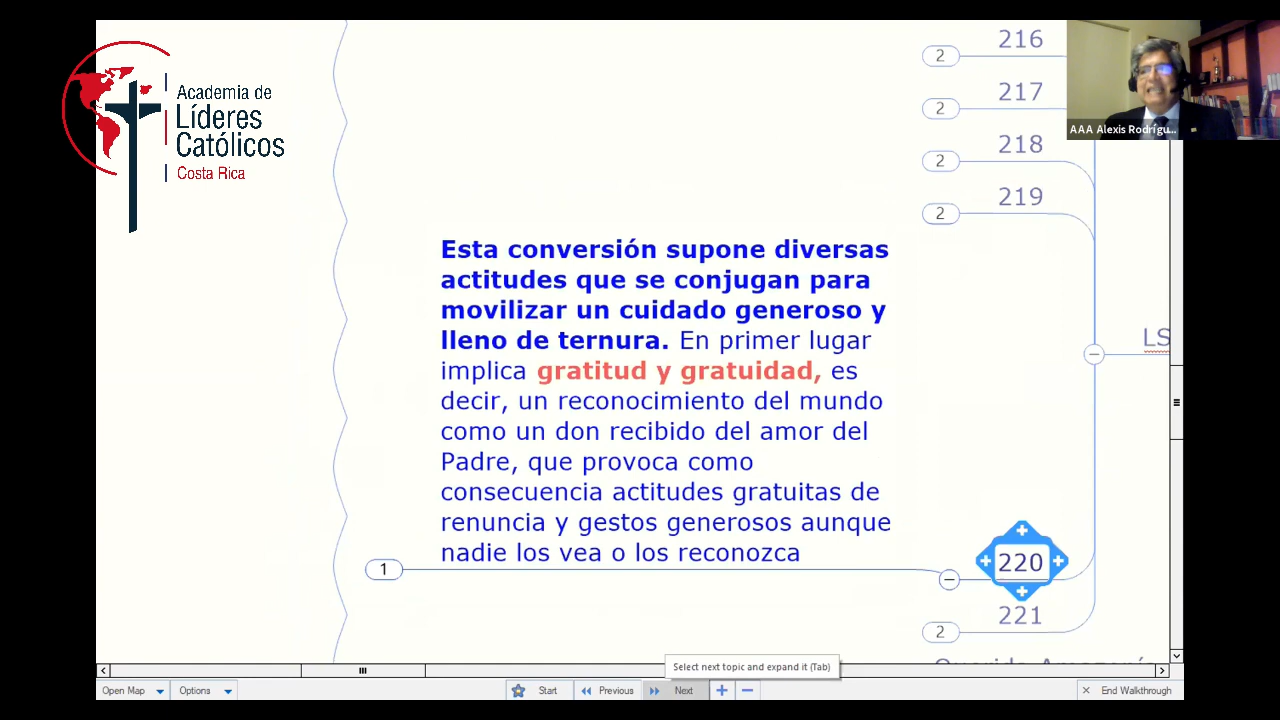 Academia de
Líderes
Católicos
Costa Rica
2
216
2
217
2
218
2
219
AAA Alexis Rodrígu...
Esta conversión supone diversas
actitudes que se conjugan para
movilizar un cuidado generoso y
lleno de ternura. En primer lugar
implica gratitud y gratuidad, es
decir, un reconocimiento del mundo
como un don recibido del amor del
Padre, que provoca como
consecuencia actitudes gratuitas de
renuncia y gestos generosos aunque
nadie los vea o los reconozca
LS
1
220
2
221
Select next topic and expand it (Tab)
Open Map
Options
Start
Previous
Next
End Walkthrough